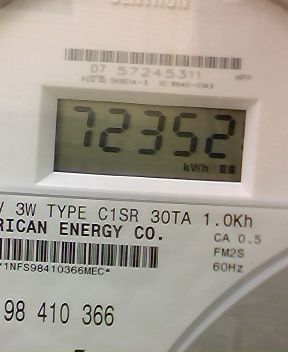 CENTRON
07 57245311
72352
kWh
V 3W TYPE C1SR 30TA 1.0Kh
RICAN ENERGY CO.
CA 0.5
FM2S
60Hz
*1NFS98410366MEC*
98 410 366